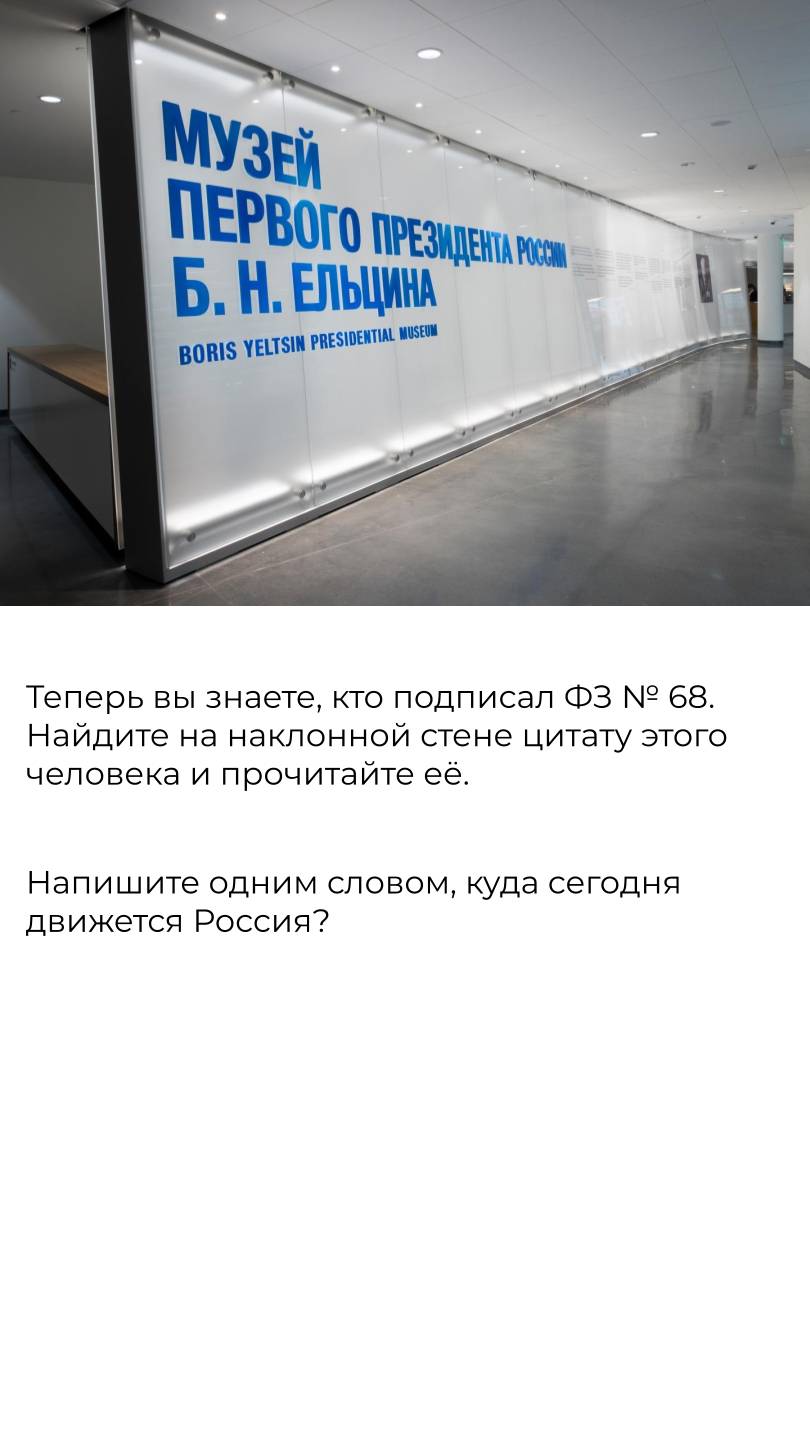 МУЗЕЙ
ПЕРВОГО ПРЕЗИДЕНТА РОССИИ
Б. Н. ЕЛЬЦИНА
BORIS YELTSIN PRESIDENTIAL MUSEUM
Теперь вы знаете, кто подписал ФЗ № 68.
Найдите на наклонной стене цитату этого
человека и прочитайте её.
Напишите одним словом, куда сегодня
движется Россия?